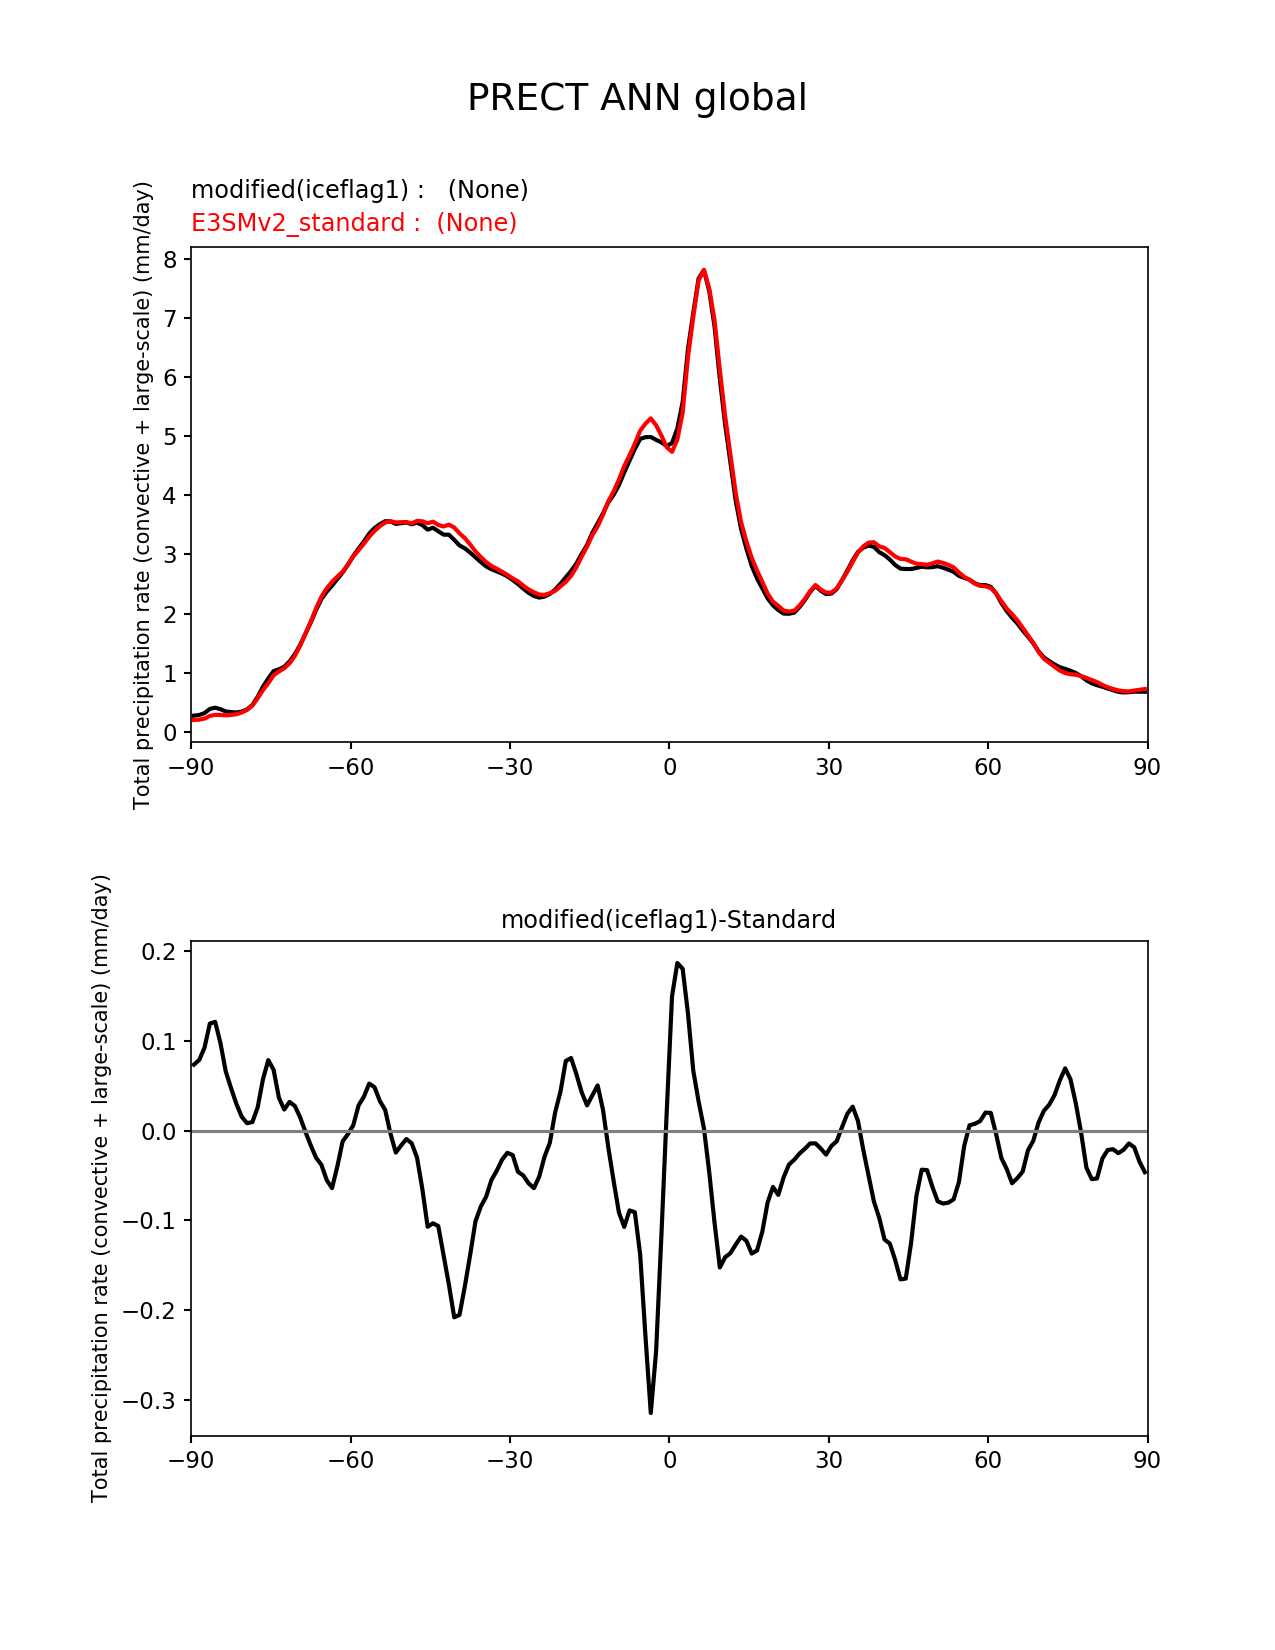 PRECT ANN global
modified(iceflag1) :   (None)
E3SMv2_standard :  (None)
Total precipitation rate (convective + large-scale) (mm/day)
8
7
6
5
4
3
2
1
0
−90 −60 −30 0 30 60 90
modified(iceflag1)-Standard
Total precipitation rate (convective + large-scale) (mm/day)
0.2
0.1
0.0
−0.1
−0.2
−0.3
−90 −60 −30 0 30 60 90